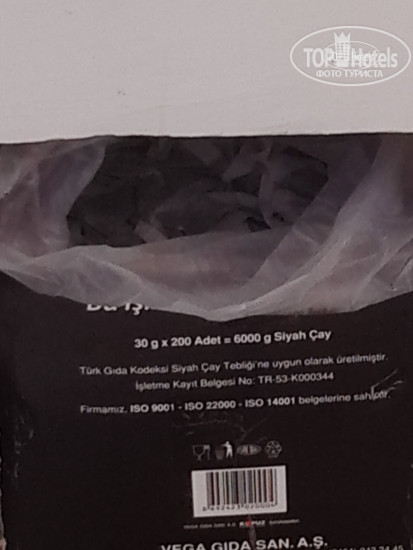 TOP Hotels
ФОТО ТУРИСТА
30 g x 200 Adet = 6000 g Siyah Çay
Türk Gıda Kodeksi Siyah Çay Tebliği'ne uygun olarak üretilmiştir.
İşletme Kayıt Belgesi No: TR-53-K000344
Firmamız, ISO 9001 - ISO 22000 - ISO 14001 belgelerine sahiptir.
VEGA GIDA SAN. A.Ş.